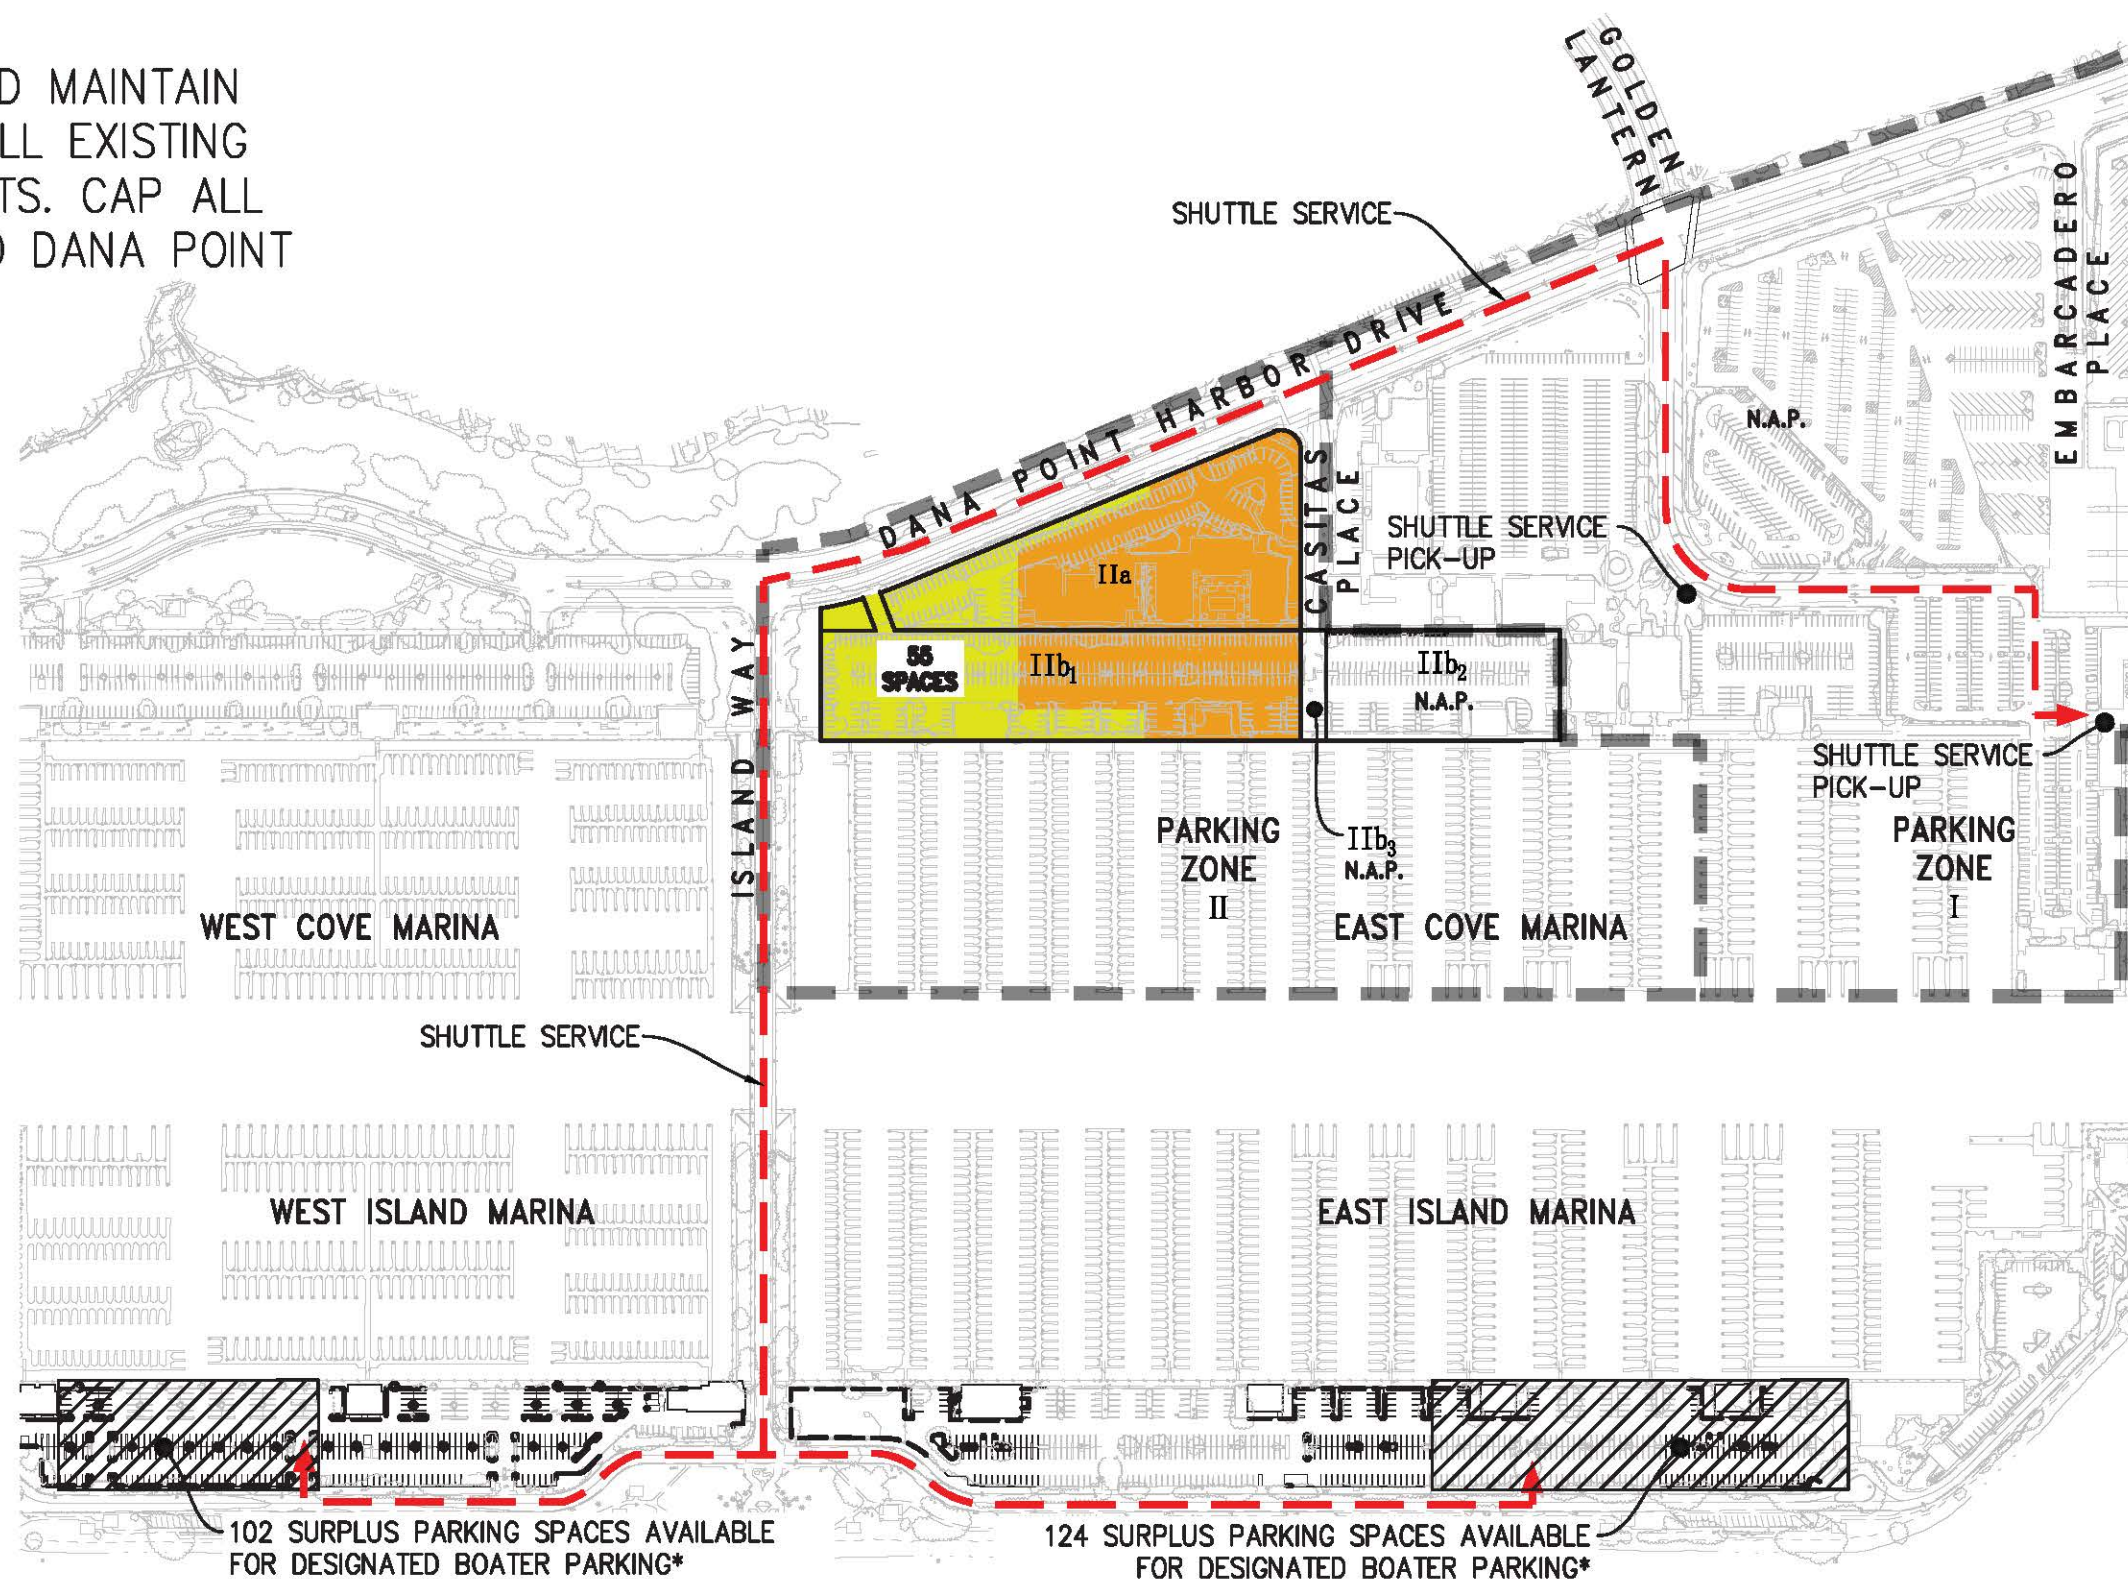 D MAINTAIN
LL EXISTING
TS. CAP ALL
DANA POINT
GOLDEN
LANTERN
EMBARCADERO
PLACE
SHUTTLE SERVICE
DANA POINT HARBOR DRIVE
N.A.P.
CASITAS
PLACE
SHUTTLE SERVICE
PICK-UP
IIa
ISLAND WAY
55
SPACES
IIb1
IIb2
N.A.P.
SHUTTLE SERVICE
PICK-UP
PARKING
ZONE
II
IIb3
N.A.P.
PARKING
ZONE
I
WEST COVE MARINA
EAST COVE MARINA
SHUTTLE SERVICE
WEST ISLAND MARINA
EAST ISLAND MARINA
102 SURPLUS PARKING SPACES AVAILABLE
FOR DESIGNATED BOATER PARKING*
124 SURPLUS PARKING SPACES AVAILABLE
FOR DESIGNATED BOATER PARKING*